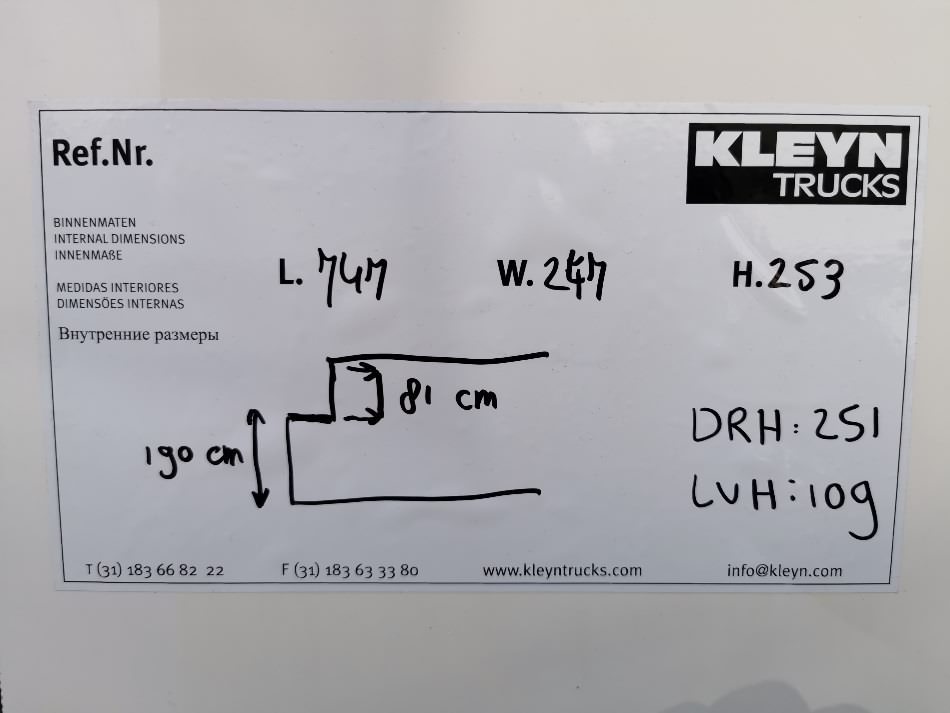 Ref.Nr.
KLEYN
TRUCKS
BINNENMATEN
INTERNAL DIMENSIONS
INNENMAßE
MEDIDAS INTERIORES
DIMENSÖES INTERNAS
Внутренние размеры
L. 747 W. 247 H. 253
81 cm
190 cm
DRH: 251
LVH: 109
T (31) 183 66 82 22 F (31) 183 63 33 80 www.kleyntrucks.com info@kleyn.com